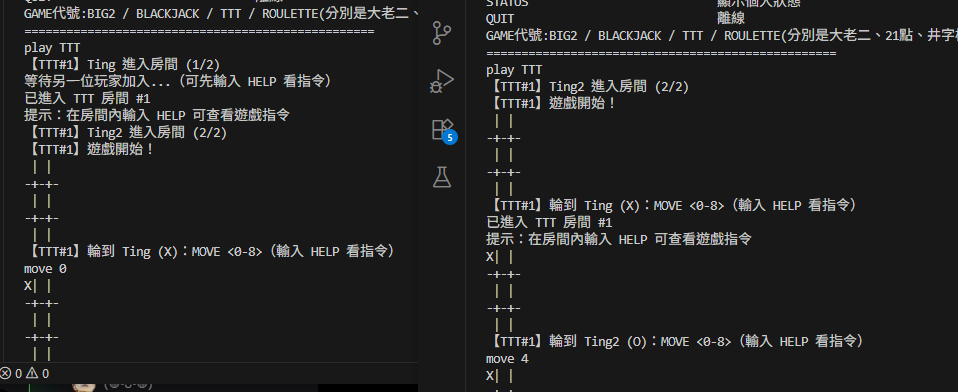 離線
GAME代號:BIG2 / BLACKJACK / TTT / ROULETTE(分別是大老二、
==================================================
play TTT
【TTT#1】Ting 進入房間 (1/2)
等待另一位玩家加入...（可先輸入 HELP 看指令）
已進入 TTT 房間 #1
提示：在房間內輸入 HELP 可查看遊戲指令
【TTT#1】Ting2 進入房間 (2/2)
【TTT#1】遊戲開始！
 | |
-+-+-
 | |
-+-+-
 | |
【TTT#1】輪到 Ting (X)：MOVE <0-8>（輸入 HELP 看指令）
move 0
X| |
-+-+-
 | |
-+-+-
 | |
0 0
5
STATUS 顯示個人狀態
QUIT 離線
GAME代號:BIG2 / BLACKJACK / TTT / ROULETTE(分別是大老二、21點、井字
==================================================
play TTT
【TTT#1】Ting2 進入房間 (2/2)
【TTT#1】遊戲開始！
 | |
-+-+-
 | |
-+-+-
 | |
【TTT#1】輪到 Ting (X)：MOVE <0-8>（輸入 HELP 看指令）
已進入 TTT 房間 #1
提示：在房間內輸入 HELP 可查看遊戲指令
X| |
-+-+-
 | |
-+-+-
 | |
【TTT#1】輪到 Ting2 (O)：MOVE <0-8>（輸入 HELP 看指令）
move 4
X| |